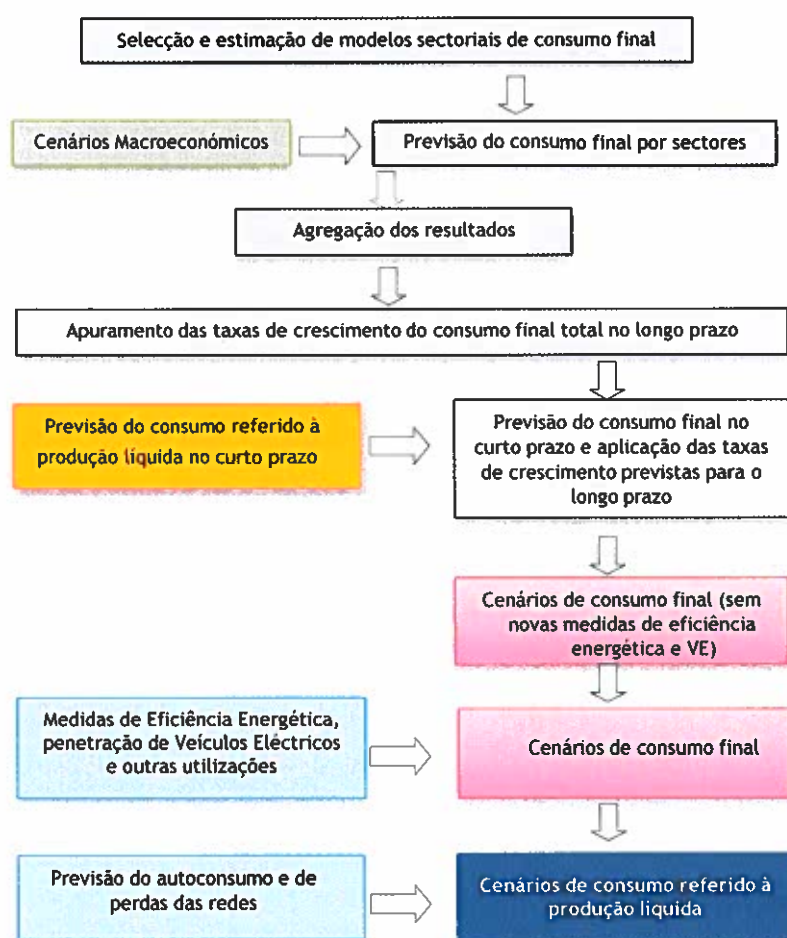 Selecção e estimação de modelos sectoriais de consumo final
Cenários Macroeconómicos
Previsão do consumo final por sectores
Agregação dos resultados
Apuramento das taxas de crescimento do consumo final total no longo prazo
Previsão do consumo referido à
produção líquida no curto prazo
Previsão do consumo final no
curto prazo e aplicação das taxas
de crescimento previstas para o
longo prazo
Cenários de consumo final (sem
novas medidas de eficiência
energética e VE)
Medidas de Eficiência Energética,
penetração de Veículos Eléctricos
e outras utilizações
Cenários de consumo final
Previsão do autoconsumo e de
perdas das redes
Cenários de consumo referido à
produção liquida